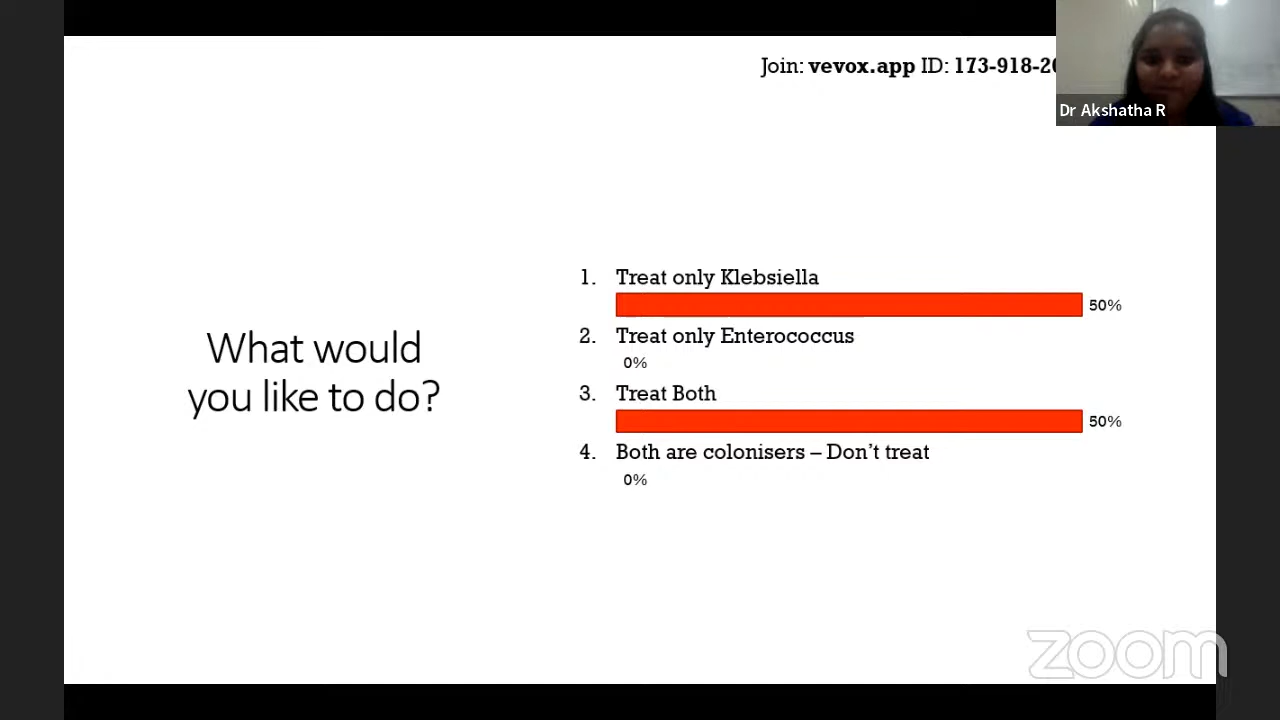 Join: vevox.app ID: 173-918-
Dr Akshatha R
What would
you like to do?
1. Treat only Klebsiella
50%
2. Treat only Enterococcus
0%
3. Treat Both
50%
4. Both are colonisers – Don't treat
0%
zoom